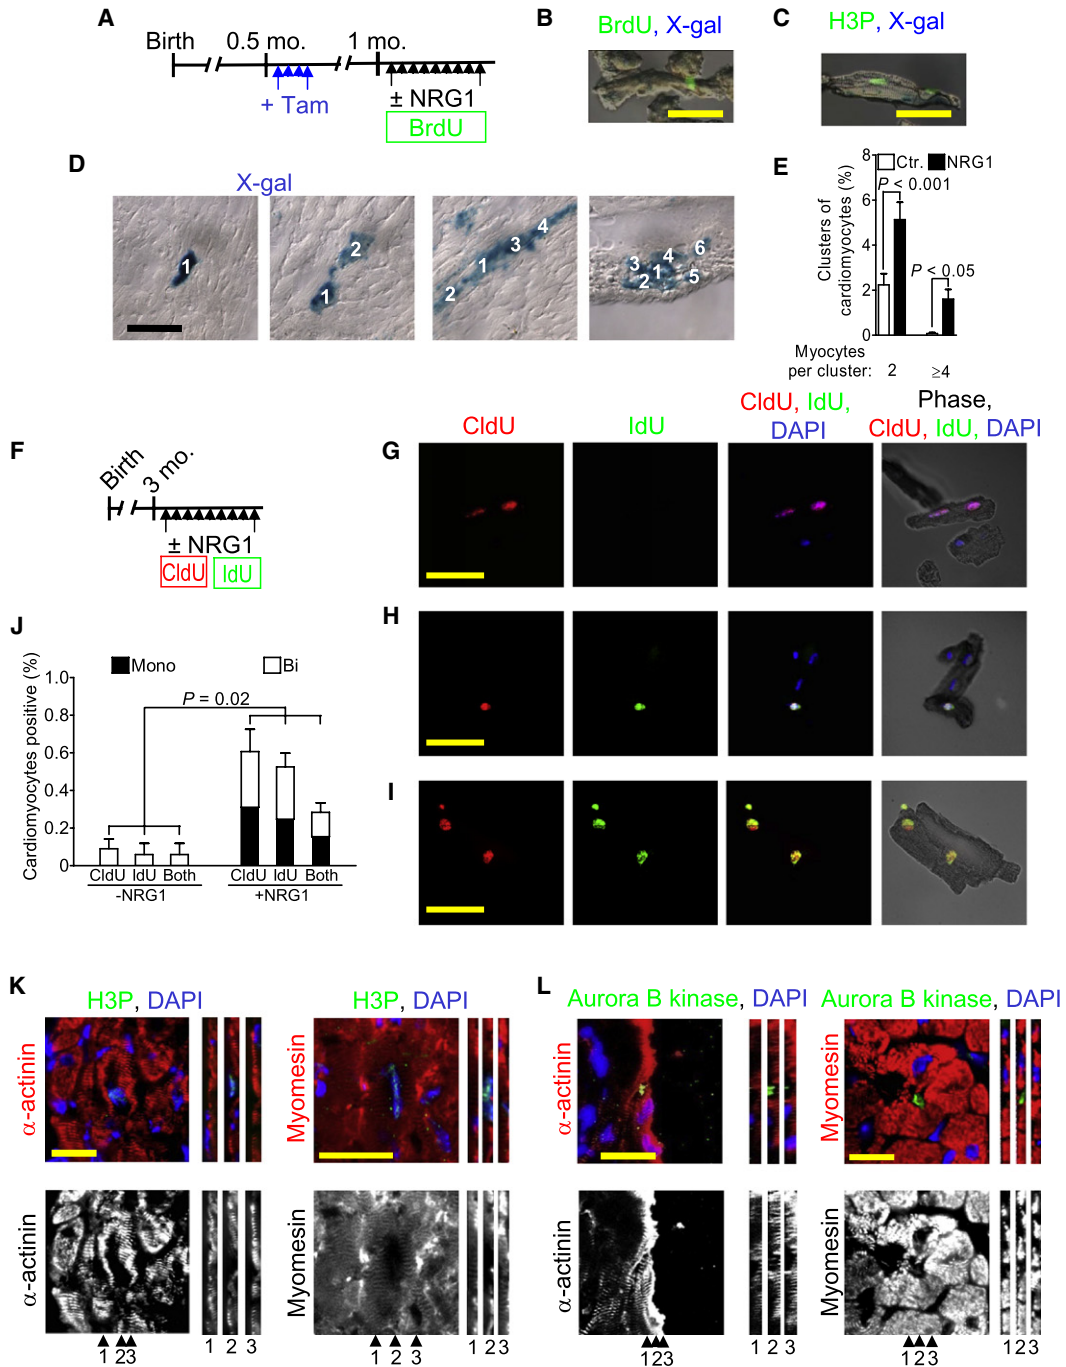 A
Birth 0.5 mo. 1 mo.
+ Tam
± NRG1
BrdU
B
BrdU, X-gal
C
H3P, X-gal
D
X-gal
1
1 2
1 2 3 4
1 2 3 4 5 6
E
Clusters of cardiomyocytes (%)
8
6
4
2
0
Ctr. NRG1
P < 0.001
P < 0.05
Myocytes
per cluster: 2 ≥4
F
Birth 3 mo.
± NRG1
CldU IdU
CldU
IdU
CldU, IdU,
DAPI
Phase,
CldU, IdU, DAPI
G
H
I
J
Cardiomyocytes positive (%)
1.0
0.8
0.6
0.4
0.2
0
Mono Bi
P = 0.02
CldU IdU Both CldU IdU Both
-NRG1 +NRG1
K
H3P, DAPI
H3P, DAPI
α-actinin
Myomesin
α-actinin
Myomesin
1 2 3
1 2 3
1 2 3
1 2 3
L
Aurora B kinase, DAPI
Aurora B kinase, DAPI
α-actinin
Myomesin
1 2 3
1 2 3
α-actinin
Myomesin
1 2 3
1 2 3
1 2 3
1 2 3